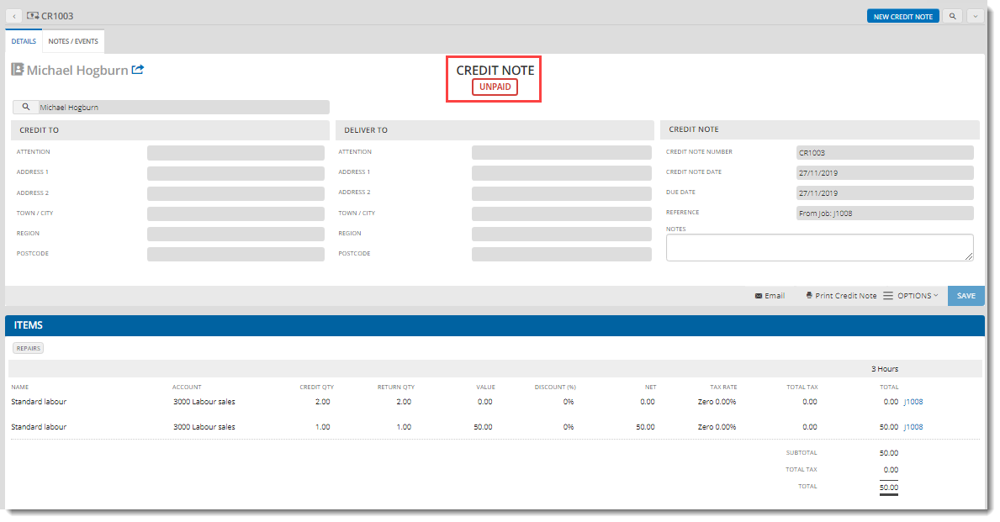 CR1003
NEW CREDIT NOTE
DETAILS NOTES / EVENTS
Michael Hogburn
CREDIT NOTE
UNPAID
Michael Hogburn
CREDIT TO DELIVER TO CREDIT NOTE
ATTENTION ATTENTION CREDIT NOTE NUMBER CR1003
ADDRESS 1 ADDRESS 1 CREDIT NOTE DATE 27/11/2019
ADDRESS 2 ADDRESS 2 DUE DATE 27/11/2019
TOWN / CITY TOWN / CITY REFERENCE From Job: J1008
NOTES
REGION REGION
POSTCODE POSTCODE
Email Print Credit Note OPTIONS SAVE
ITEMS
REPAIRS
3 Hours
NAME ACCOUNT CREDIT QTY RETURN QTY VALUE DISCOUNT (%) NET TAX RATE TOTAL TAX TOTAL
Standard labour 3000 Labour sales 2.00 2.00 0.00 0% 0.00 Zero 0.00% 0.00 0.00 J1008
Standard labour 3000 Labour sales 1.00 1.00 50.00 0% 50.00 Zero 0.00% 0.00 50.00 J1008
SUBTOTAL 50.00
TOTAL TAX 0.00
TOTAL 50.00